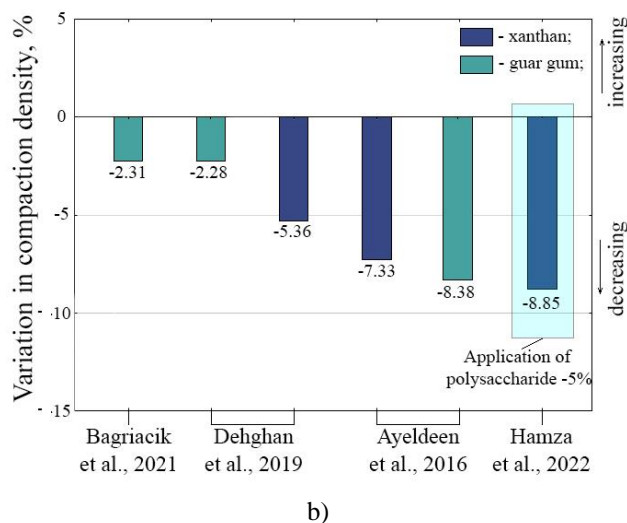 Variation in compaction density, %
5
0
-5
-10
-15
- xanthan;
- guar gum;
increasing
decreasing
-2.31
-2.28
-5.36
-7.33
-8.38
-8.85
Application of
polysaccharide -5%
Bagriacik
et al., 2021
Dehghan
et al., 2019
Ayeldeen
et al., 2016
Hamza
et al., 2022
b)